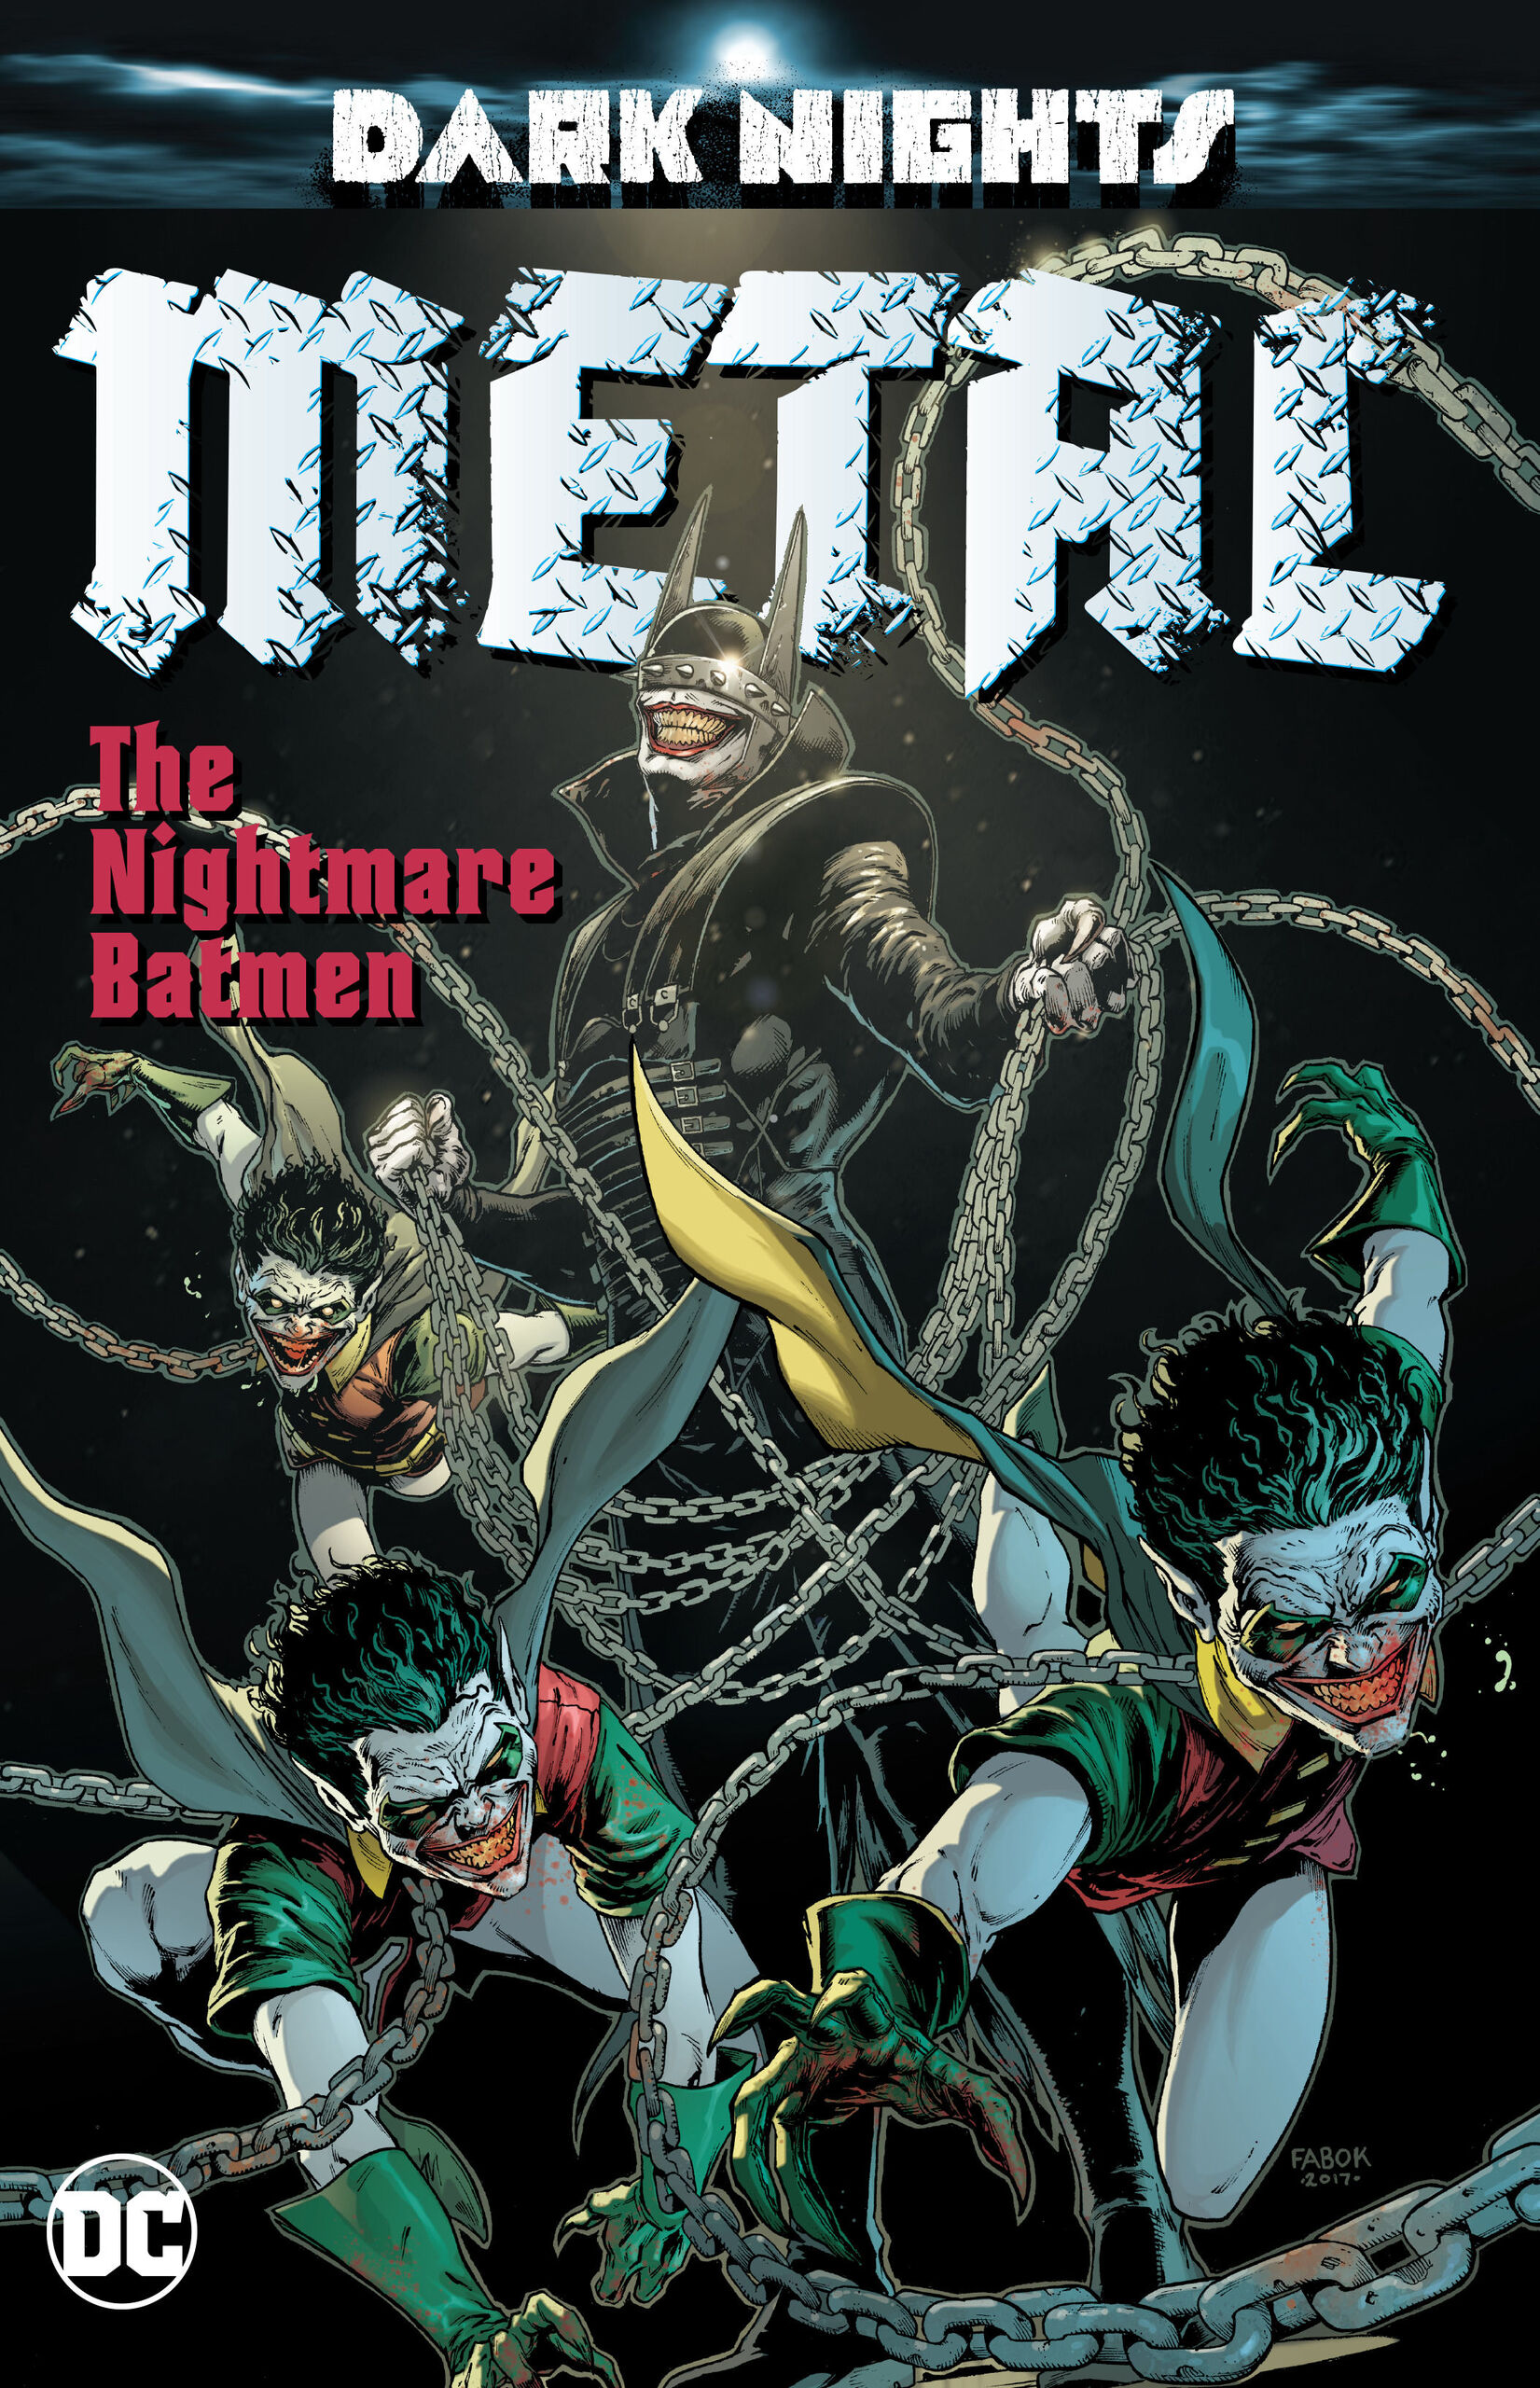 DARK NIGHTS
METAL
The
Nightmare
Batmen
FABOK
·2017·
DC